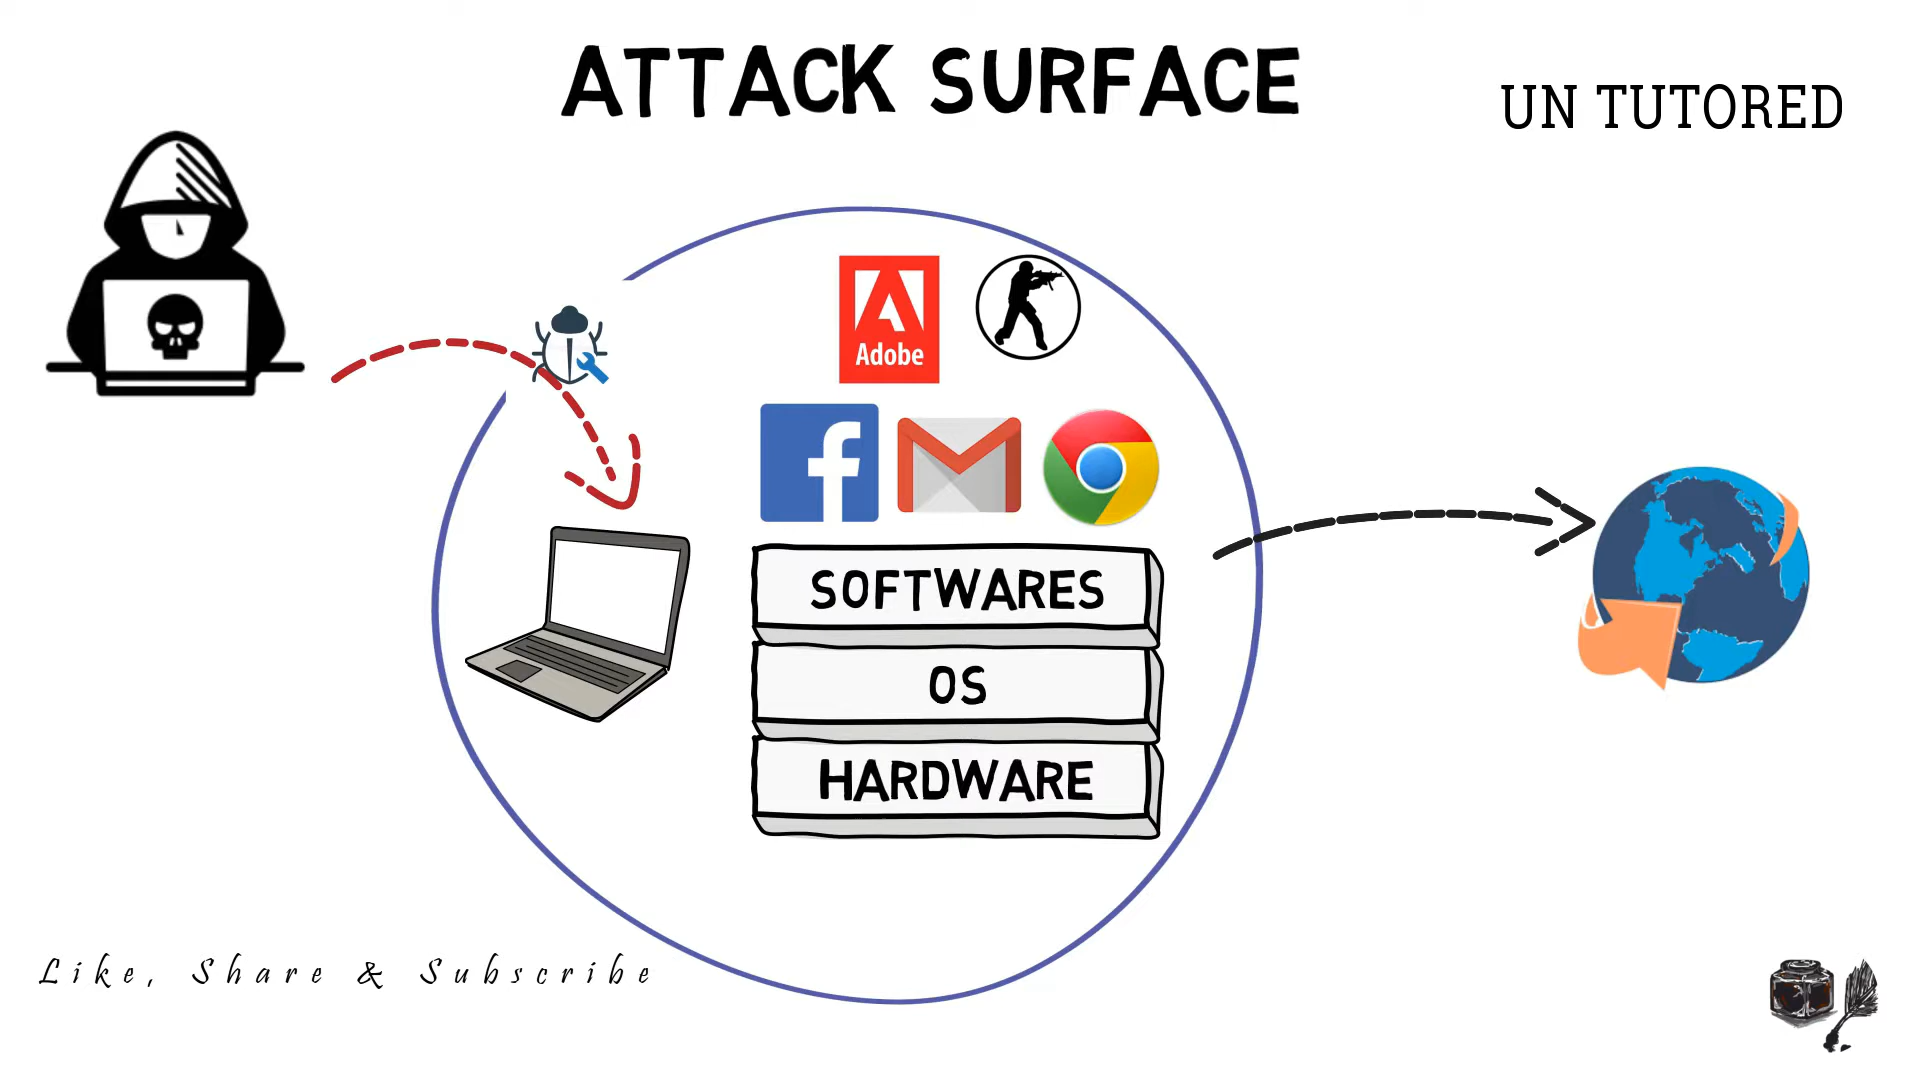 ATTACK SURFACE
UN TUTORED
Adobe
SOFTWARES
OS
HARDWARE
Like, Share & Subscribe